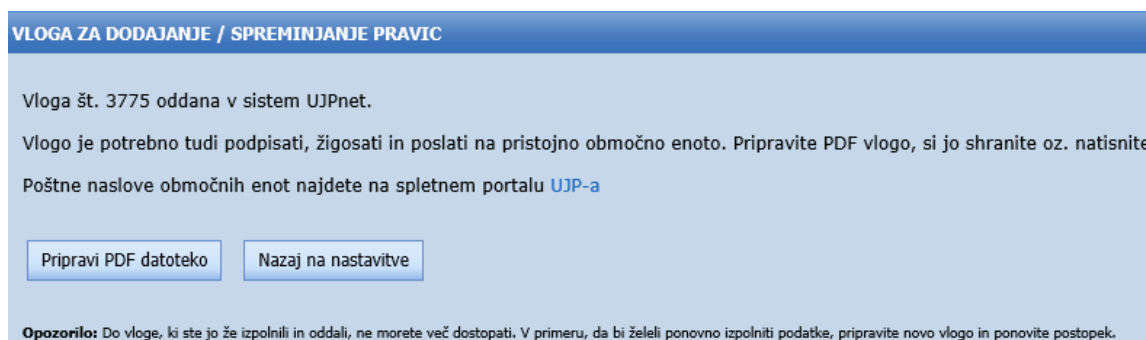 VLOGA ZA DODAJANJE / SPREMINJANJE PRAVIC
Vloga št. 3775 oddana v sistem UJPnet.
Vlogo je potrebno tudi podpisati, žigosati in poslati na pristojno območno enoto. Pripravite PDF vlogo, si jo shranite oz. natisnite
Poštne naslove območnih enot najdete na spletnem portalu UJP-a
Pripravi PDF datoteko Nazaj na nastavitve
Opozorilo: Do vloge, ki ste jo že izpolnili in oddali, ne morete več dostopati. V primeru, da bi želeli ponovno izpolniti podatke, pripravite novo vlogo in ponovite postopek.